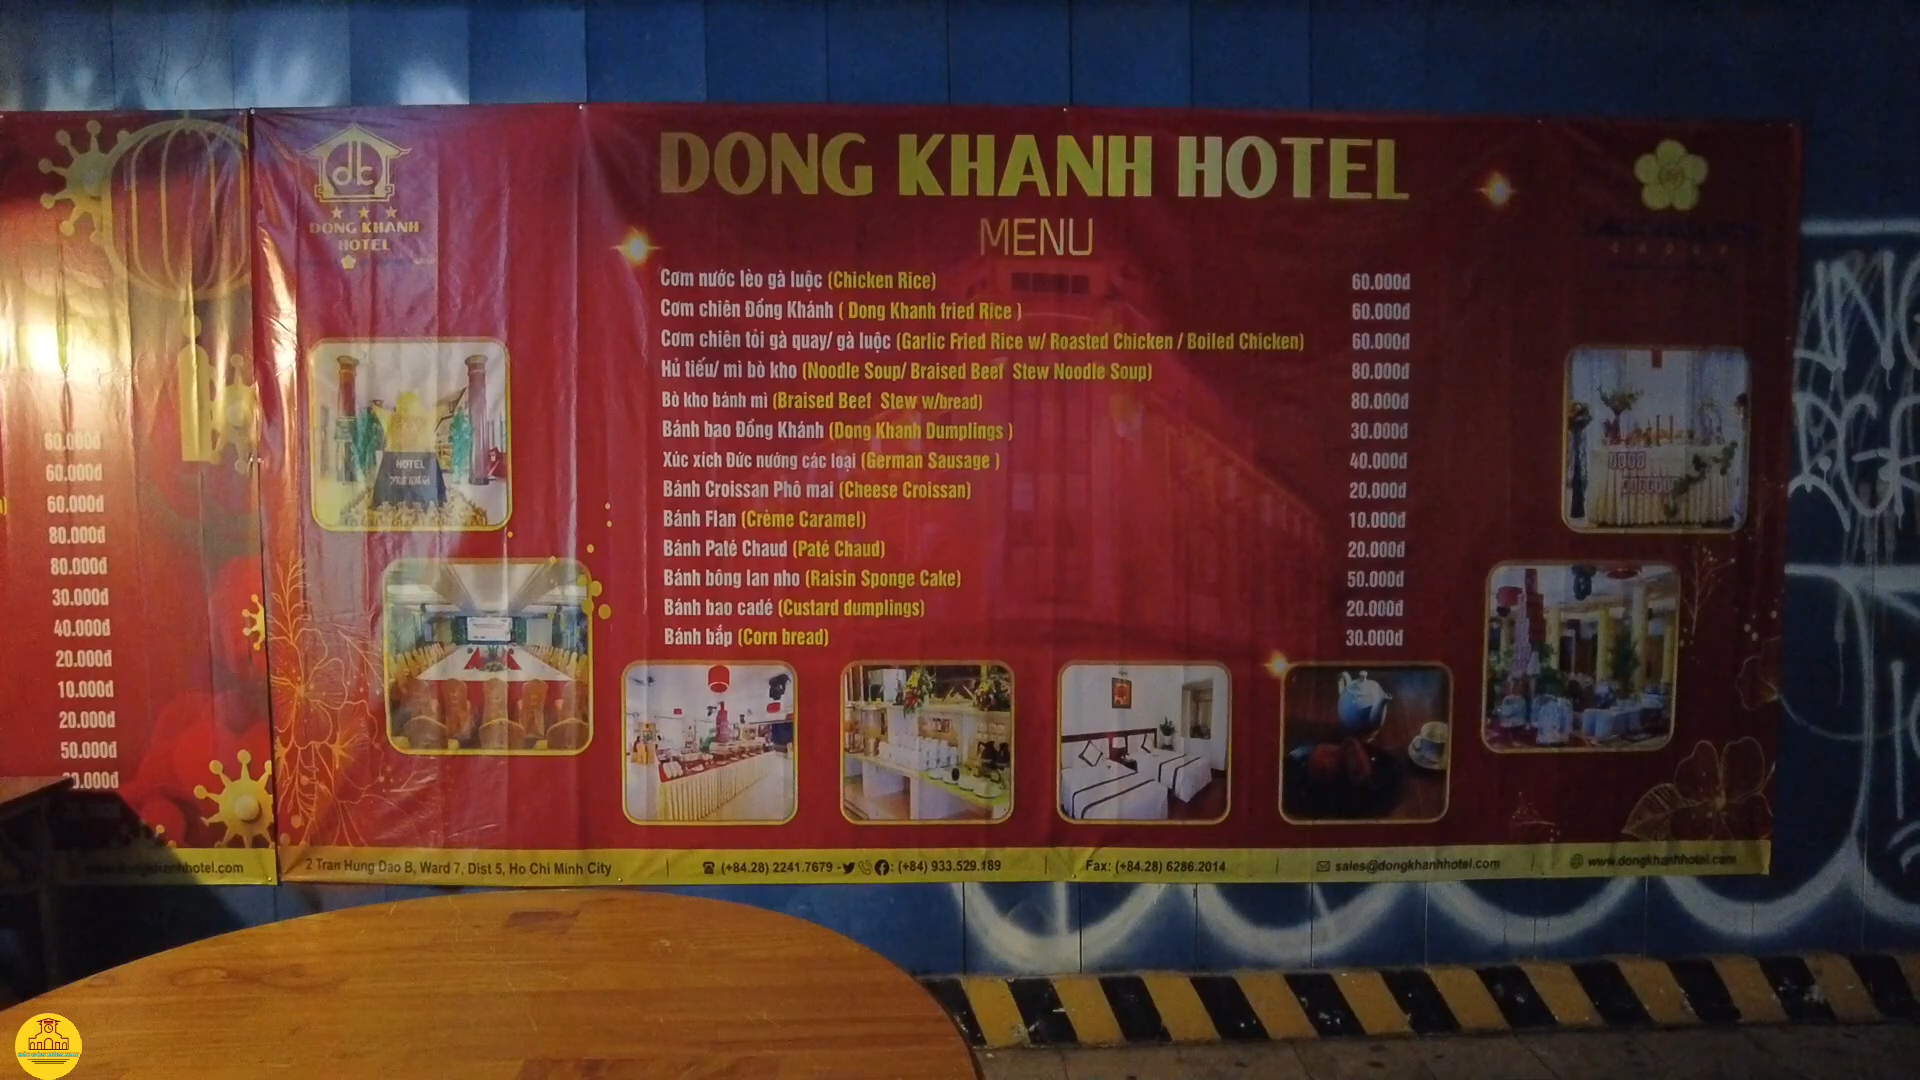 DONG KHANH HOTEL
MENU
Cơm nước lèo gà luộc (Chicken Rice) 60.000đ
Cơm chiên Đồng Khánh ( Dong Khanh fried Rice ) 60.000đ
Cơm chiên tỏi gà quay/ gà luộc (Garlic Fried Rice w/ Roasted Chicken / Boiled Chicken) 60.000đ
Hủ tiếu/ mì bò kho (Noodle Soup/ Braised Beef Stew Noodle Soup) 80.000đ
Bò kho bánh mì (Braised Beef Stew w/bread) 80.000đ
Bánh bao Đồng Khánh (Dong Khanh Dumplings ) 30.000đ
Xúc xích Đức nướng các loại (German Sausage ) 40.000đ
Bánh Croissan Phô mai (Cheese Croissan) 20.000đ
Bánh Flan (Crème Caramel) 10.000đ
Bánh Paté Chaud (Paté Chaud) 20.000đ
Bánh bông lan nho (Raisin Sponge Cake) 50.000đ
Bánh bao cadé (Custard dumplings) 20.000đ
Bánh bắp (Corn bread) 30.000đ
dk
DONG KHANH
HOTEL
GROUP
HOTEL
60.000đ
60.000đ
60.000đ
80.000đ
80.000đ
30.000đ
40.000đ
20.000đ
10.000đ
20.000đ
50.000đ
0.000đ
www.dongkhanhhotel.com
2 Tran Hung Dao B, Ward 7, Dist 5, Ho Chi Minh City (+84.28) 2241.7679 - : (+84) 933.529.189 Fax: (+84.28) 6286.2014 sales@dongkhanhhotel.com www.dongkhanhhotel.com